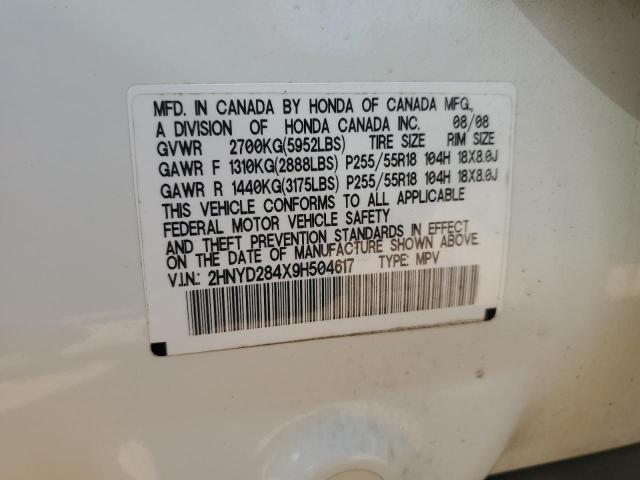 MFD. IN CANADA BY HONDA OF CANADA MFG.,
A DIVISION OF HONDA CANADA INC. 08/08
GVWR 2700KG(5952LBS) TIRE SIZE RIM SIZE
GAWR F 1310KG(2888LBS) P255/55R18 104H 18X8.0J
GAWR R 1440KG(3175LBS) P255/55R18 104H 18X8.0J
THIS VEHICLE CONFORMS TO ALL APPLICABLE
FEDERAL MOTOR VEHICLE SAFETY
AND THEFT PREVENTION STANDARDS IN EFFECT
ON THE DATE OF MANUFACTURE SHOWN ABOVE.
V.I.N.: 2HNYD284X9H504617 TYPE: MPV